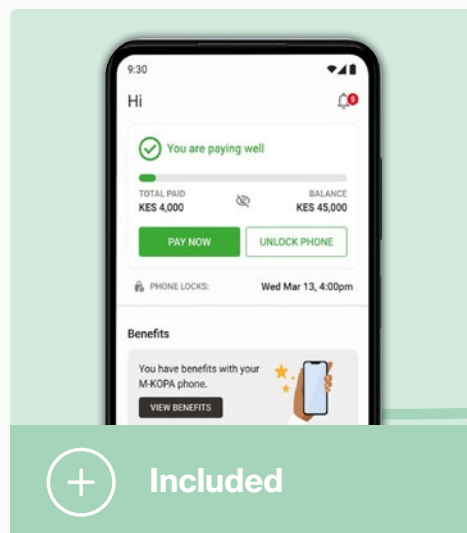 9:30
Hi
9
You are paying well
TOTAL PAID
BALANCE
KES 4,000
KES 45,000
PAY NOW
UNLOCK PHONE
PHONE LOCKS:
Wed Mar 13, 4:00pm
Benefits
You have benefits with your
M-KOPA phone.
VIEW BENEFITS
Included